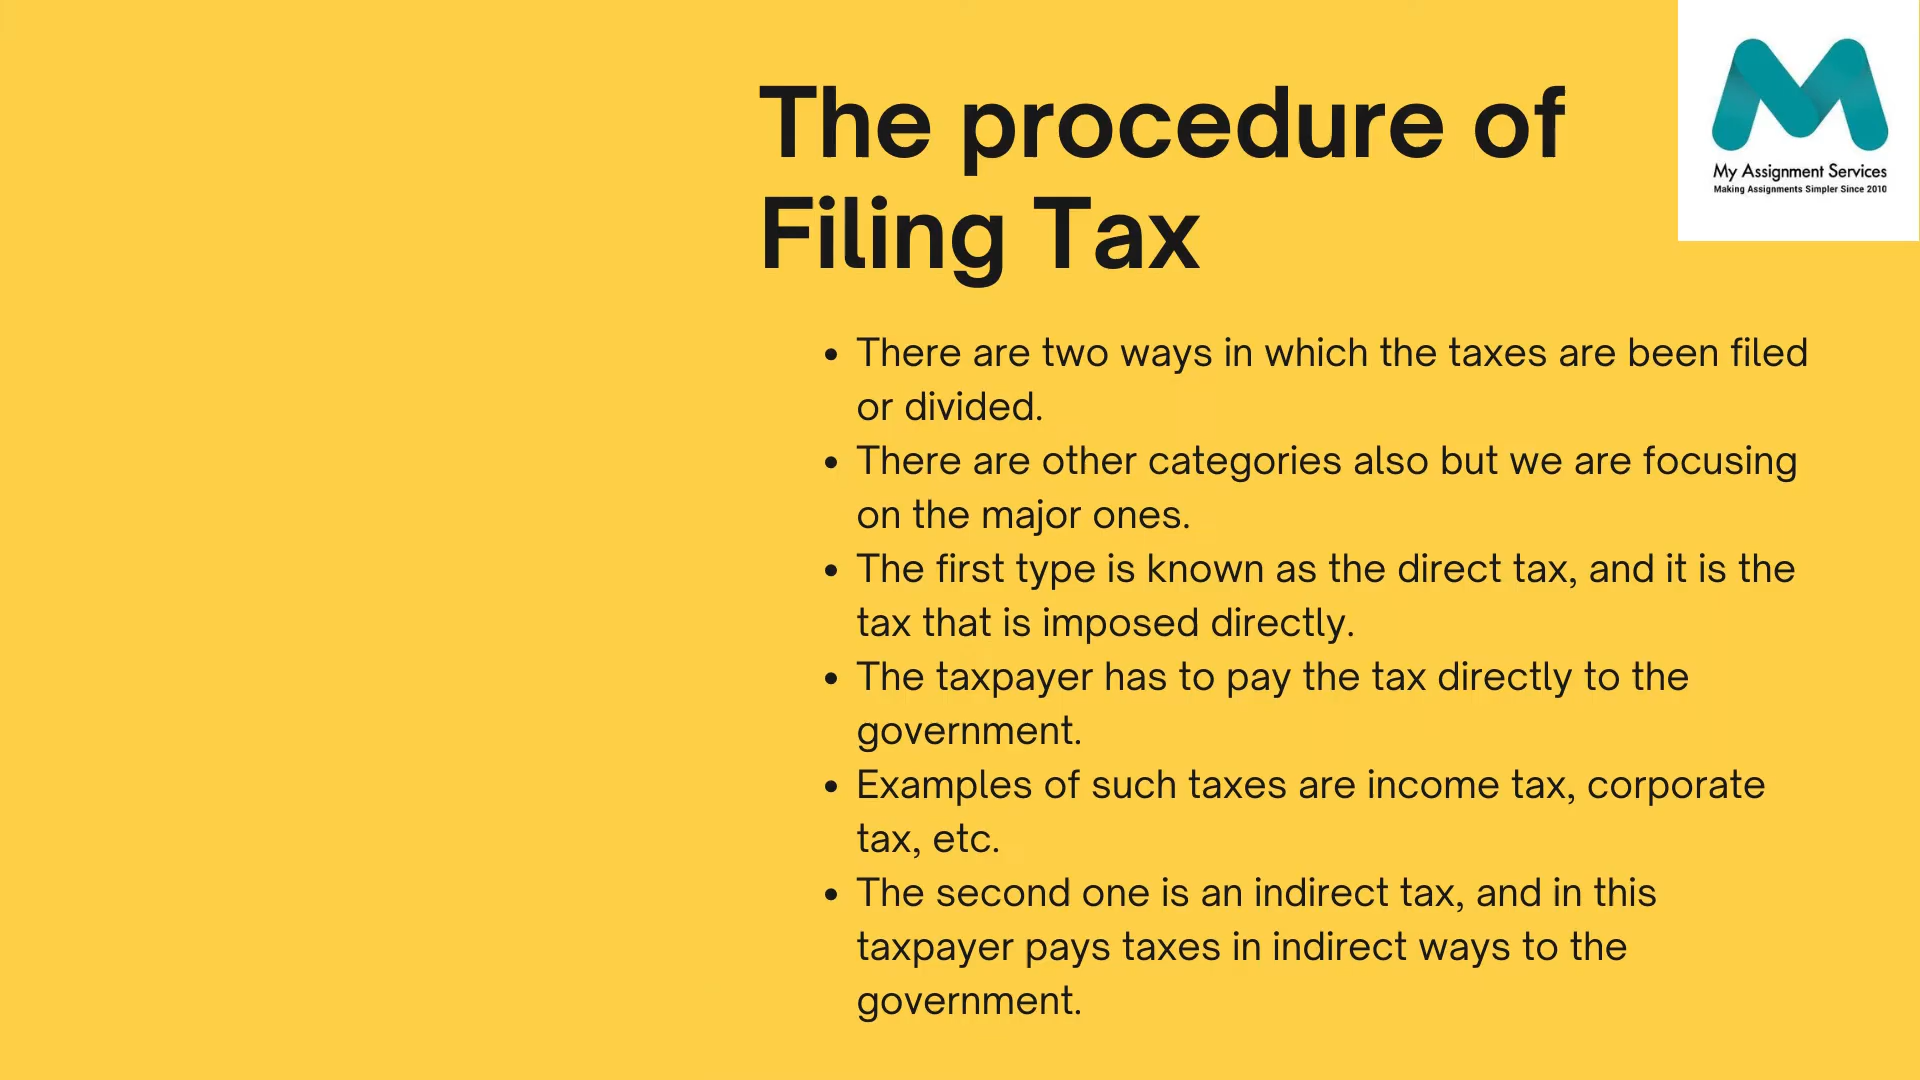 The procedure of
Filing Tax
My Assignment Services
Making Assignments Simpler Since 2010
• There are two ways in which the taxes are been filed
or divided.
• There are other categories also but we are focusing
on the major ones.
• The first type is known as the direct tax, and it is the
tax that is imposed directly.
• The taxpayer has to pay the tax directly to the
government.
• Examples of such taxes are income tax, corporate
tax, etc.
• The second one is an indirect tax, and in this
taxpayer pays taxes in indirect ways to the
government.